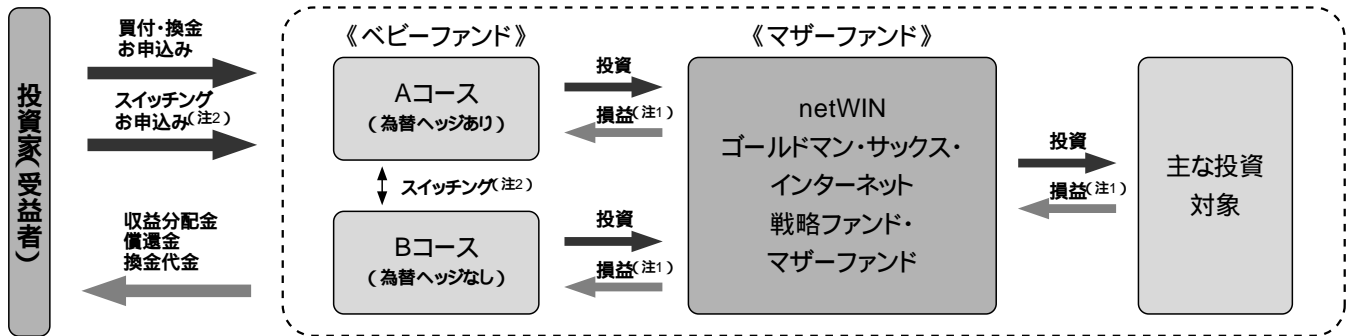 投資家(受益者)
買付・換金
お申込み
スイッチング
お申込み(注2)
収益分配金
償還金
換金代金
《ベビーファンド》
Aコース
(為替ヘッジあり)
スイッチング(注2)
Bコース
(為替ヘッジなし)
投資
損益(注1)
投資
損益(注1)
《マザーファンド》
netWIN
ゴールドマン・サックス・
インターネット
戦略ファンド・
マザーファンド
投資
損益(注1)
主な投資
対象